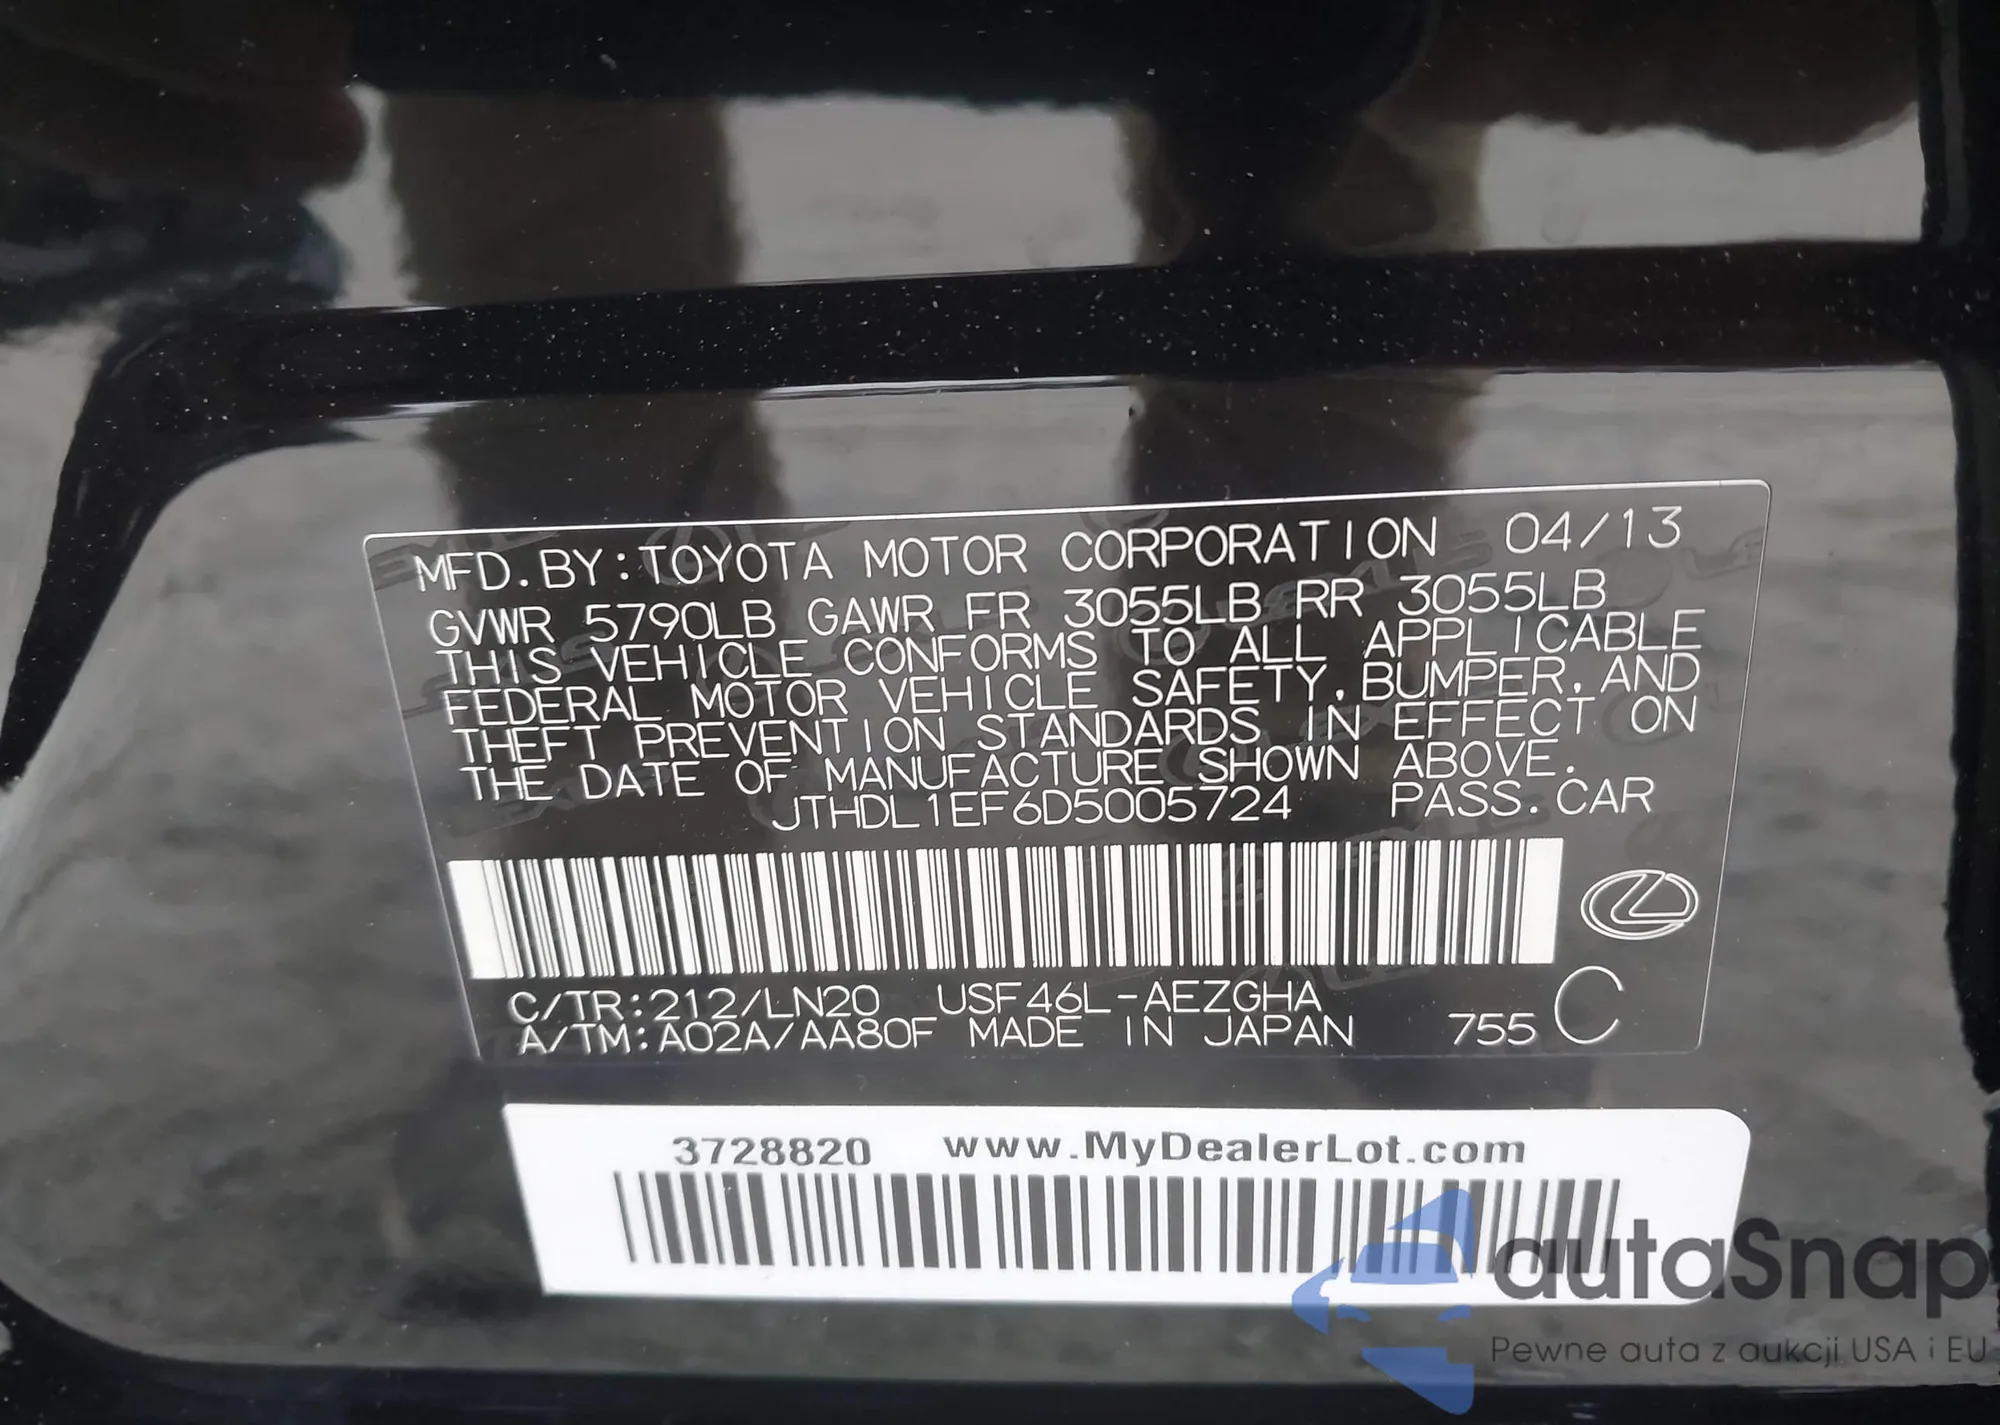 MFD.BY:TOYOTA MOTOR CORPORATION 04/13
GVWR 5790LB GAWR FR 3055LB RR 3055LB
THIS VEHICLE CONFORMS TO ALL APPLICABLE
FEDERAL MOTOR VEHICLE SAFETY, BUMPER, AND
THEFT PREVENTION STANDARDS IN EFFECT ON
THE DATE OF MANUFACTURE SHOWN ABOVE.
JTHDL1EF6D5005724 PASS.CAR
C/TR:212/LN20 USF46L-AEZGHA
A/TM:A02A/AA80F MADE IN JAPAN 755 C
3728820 www.MyDealerLot.com
autaSnap
Pewne auta z aukcji USA i EU